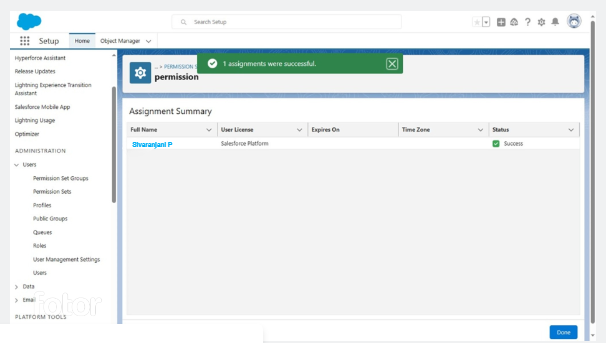 Search Setup
Setup Home Object Manager
Hyperforce Assistant
Release Updates
Lightning Experience Transition
Assistant
Salesforce Mobile App
Lightning Usage
Optimizer
ADMINISTRATION
Users
Permission Set Groups
Permission Sets
Profiles
Public Groups
Queues
Roles
User Management Settings
Users
Data
Email
PLATFORM TOOLS
... > PERMISSION S
1 assignments were successful.
permission
Assignment Summary
Full Name User License Expires On Time Zone Status
Sivaranjani P Salesforce Platform Success
Done
Fotor